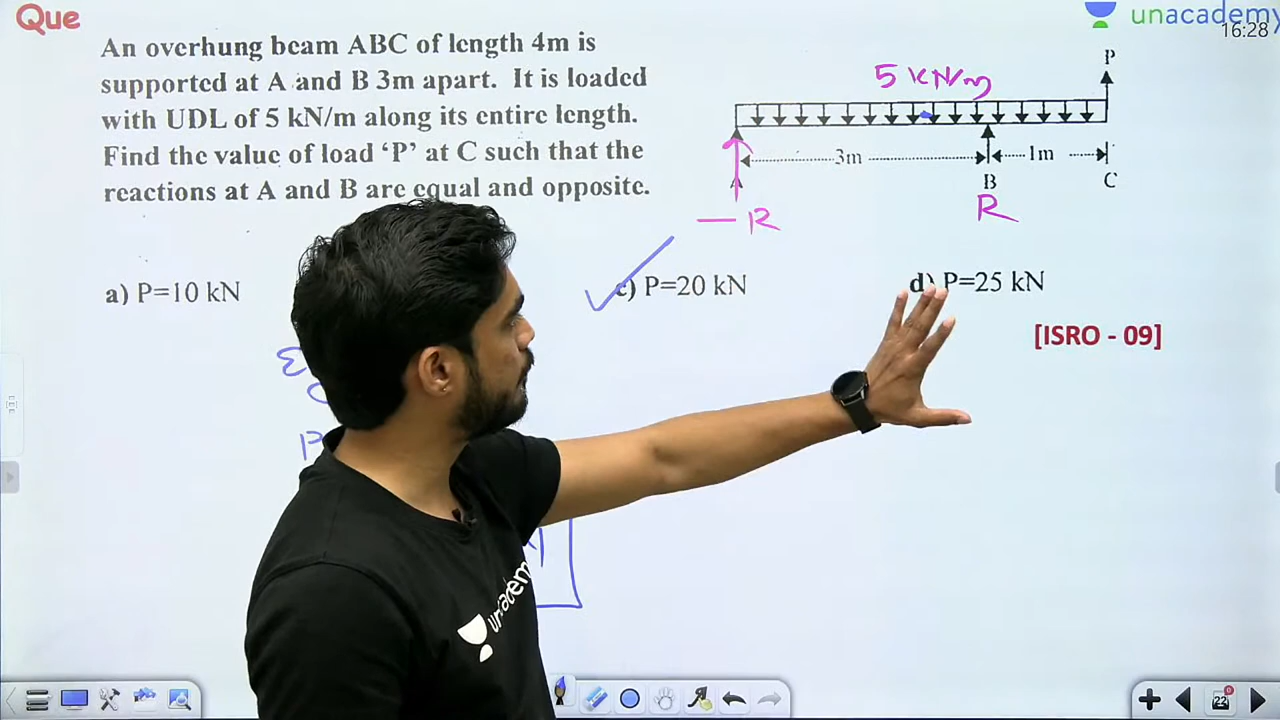 Que
unacademy
16:28
An overhung beam ABC of length 4m is
supported at A and B 3m apart. It is loaded
with UDL of 5 kN/m along its entire length.
Find the value of load ‘P’ at C such that the
reactions at A and B are equal and opposite.
5 kN/m
P
3m
1m
A
B
C
— R
R
a) P=10 kN
c) P=20 kN
d) P=25 kN
[ISRO - 09]
Σ
P
unacademy
22